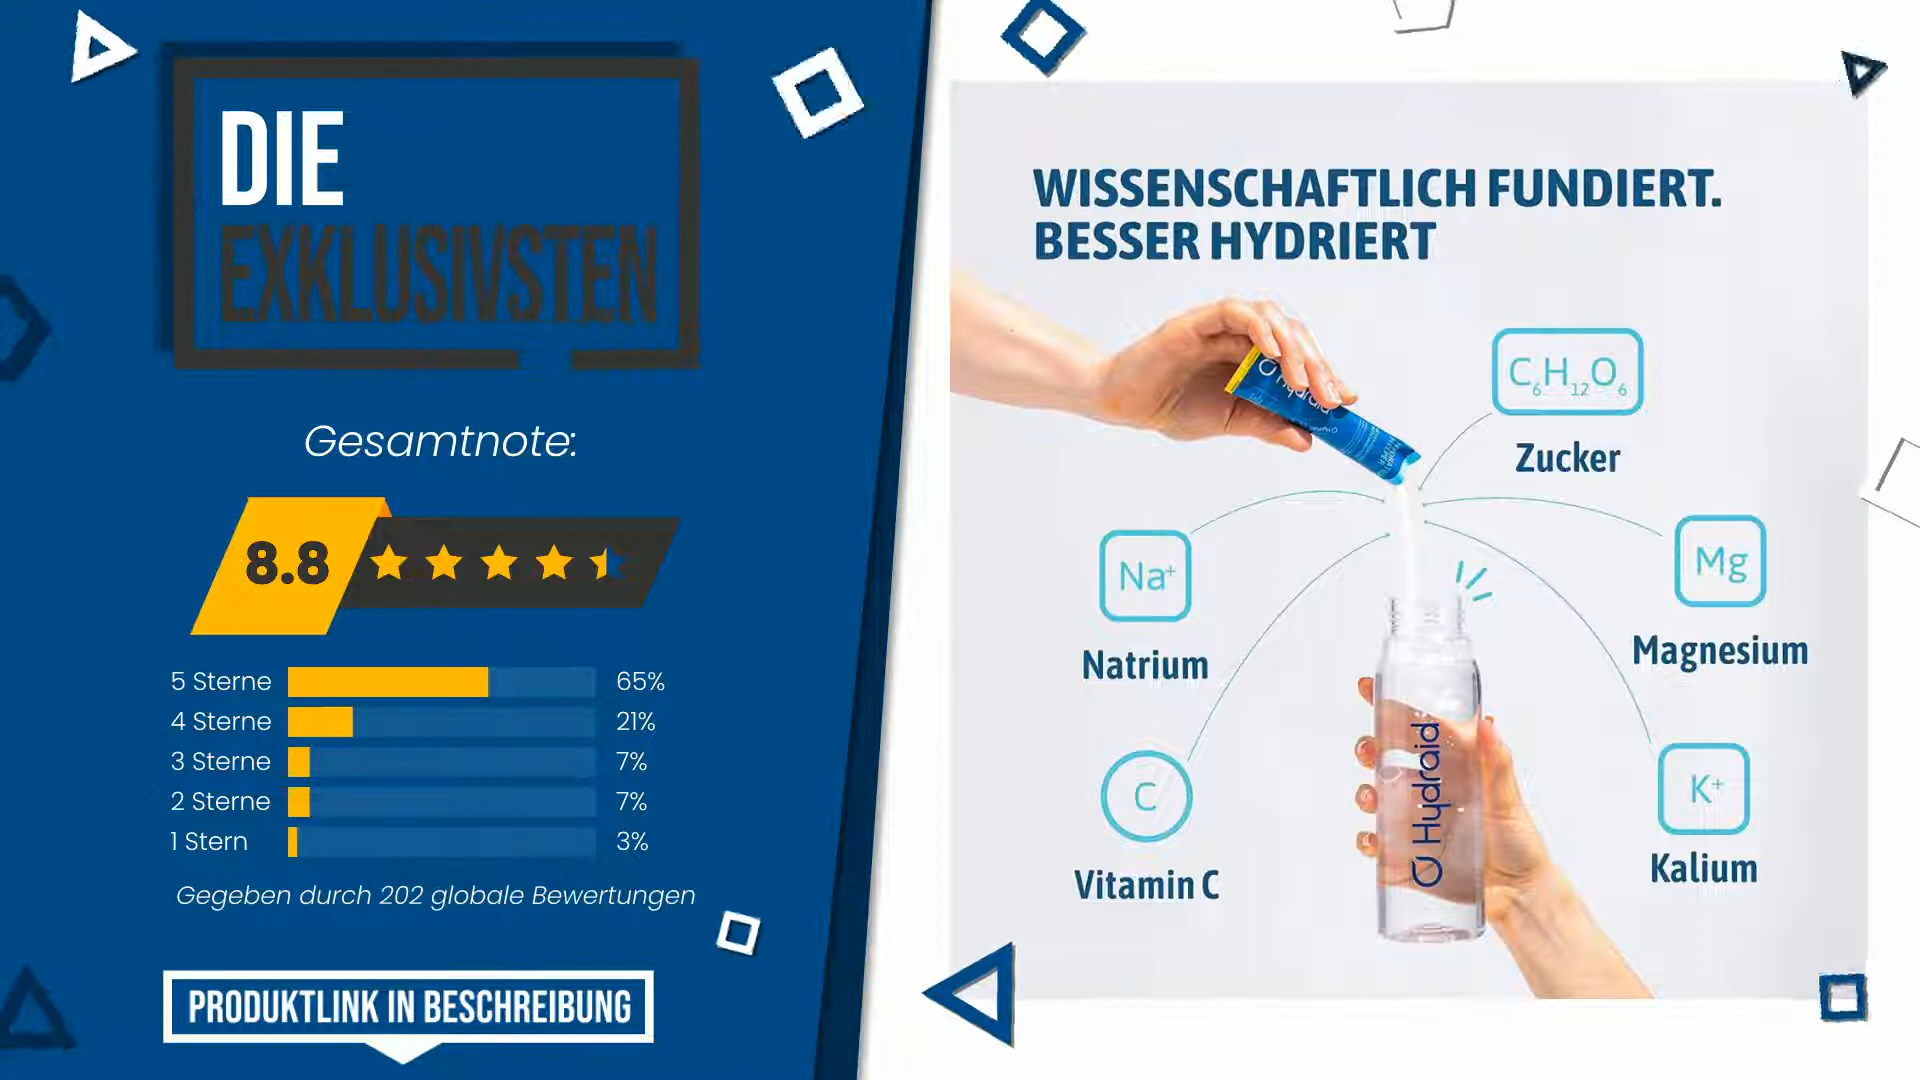 DIE
EXKLUSIVSTEN
Gesamtnote:
8.8
5 Sterne 65%
4 Sterne 21%
3 Sterne 7%
2 Sterne 7%
1 Stern 3%
Gegeben durch 202 globale Bewertungen
PRODUKTLINK IN BESCHREIBUNG
WISSENSCHAFTLICH FUNDIERT.
BESSER HYDRIERT
Hydraid
C6H12O6
Zucker
Na+
Natrium
Mg
Magnesium
C
Vitamin C
K+
Kalium
Hydraid